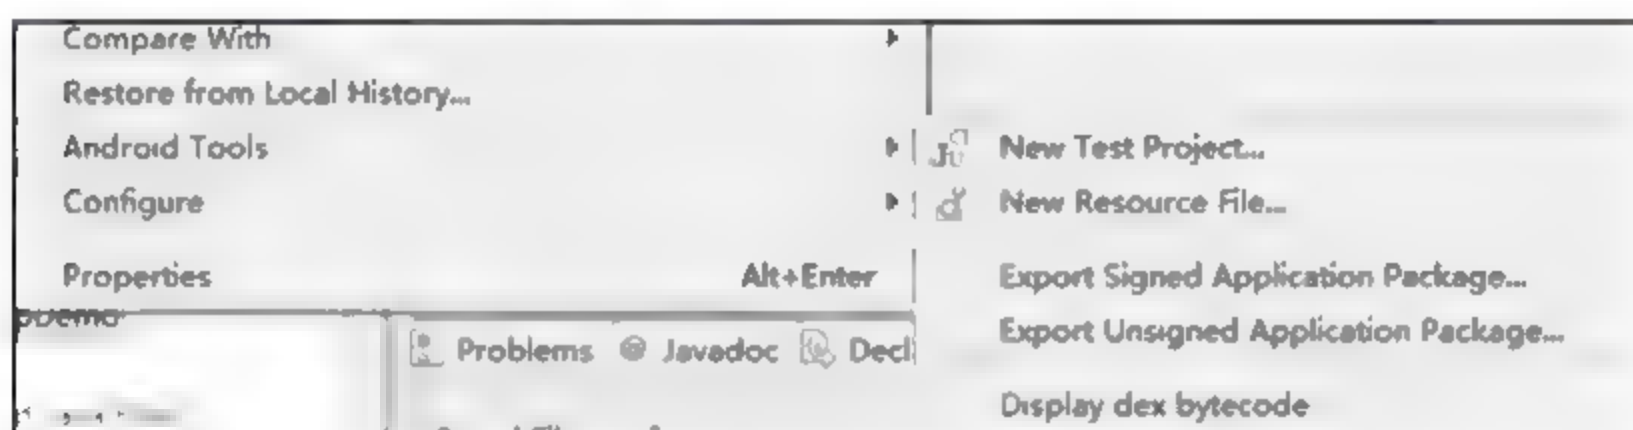 Compare With
Restore from Local History...
Android Tools
Configure
Properties Alt+Enter
New Test Project...
New Resource File...
Export Signed Application Package...
Export Unsigned Application Package...
Display dex bytecode
Problems @ Javadoc Decl